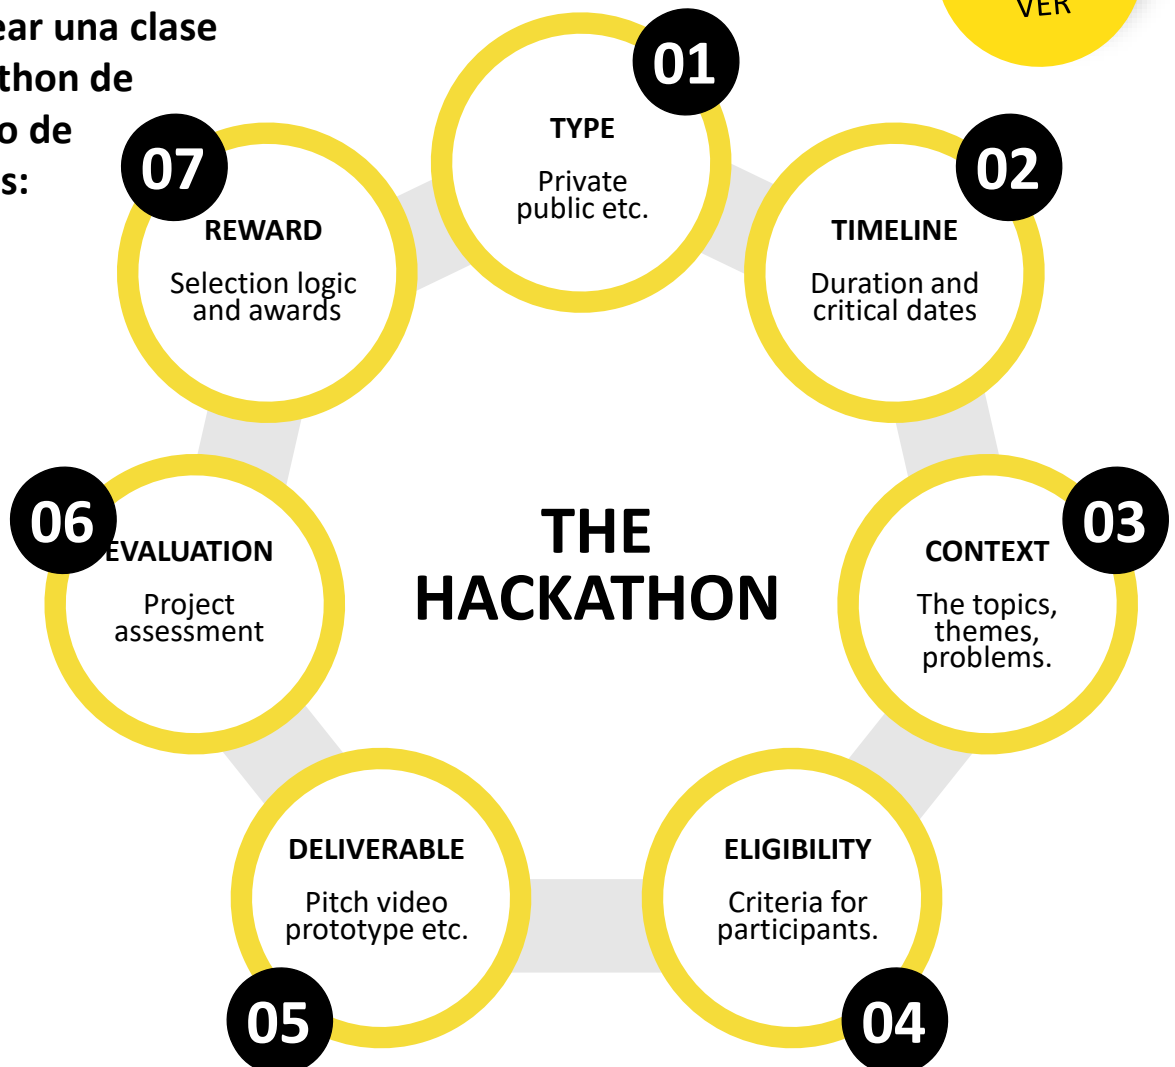 ear una clase
thon de
o de
s:
VER
01
TYPE
Private
public etc.
02
TIMELINE
Duration and
critical dates
03
CONTEXT
The topics,
themes,
problems.
04
ELIGIBILITY
Criteria for
participants.
05
DELIVERABLE
Pitch video
prototype etc.
06
EVALUATION
Project
assessment
07
REWARD
Selection logic
and awards
THE
HACKATHON